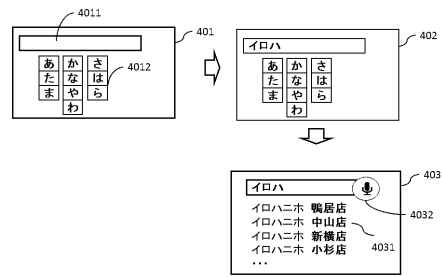 4011
401
あ か さ
た な は
ま や ら
わ
4012
イロハ
402
あ か さ
た な は
ま や ら
わ
イロハ
403
4032
イロハニホ 鴨居店
イロハニホ 中山店
4031
イロハニホ 新横店
イロハニホ 小杉店
・・・